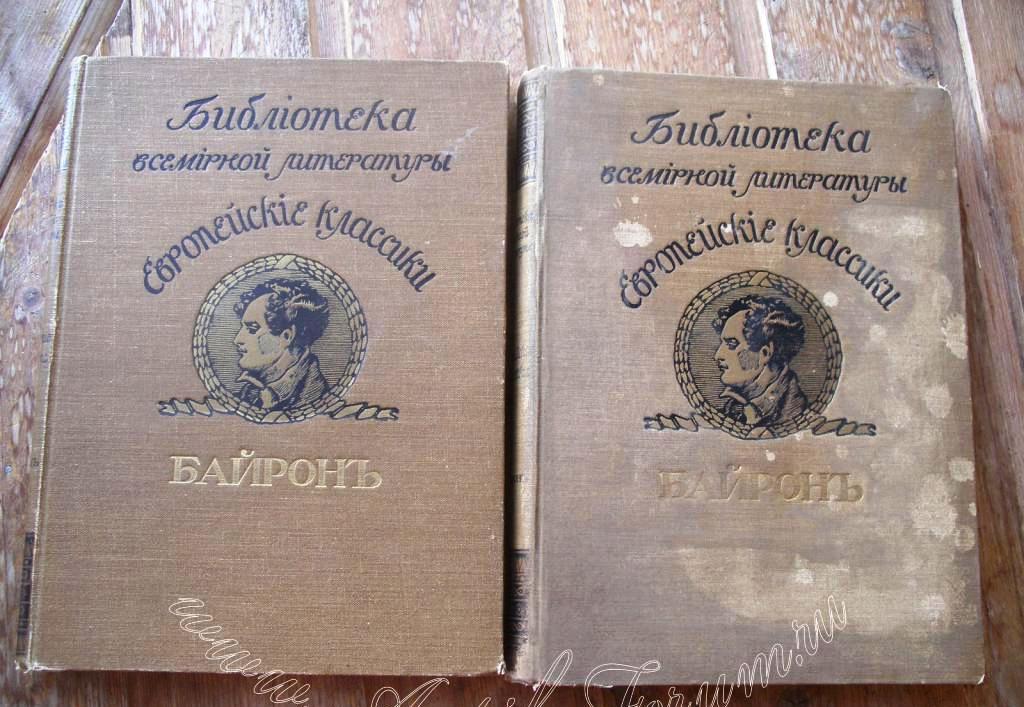 Библіотека
всемірной литературы
Европейскіе классики
БАЙРОНЪ
Библіотека
всемірной литературы
Европейскіе классики
БАЙРОНЪ